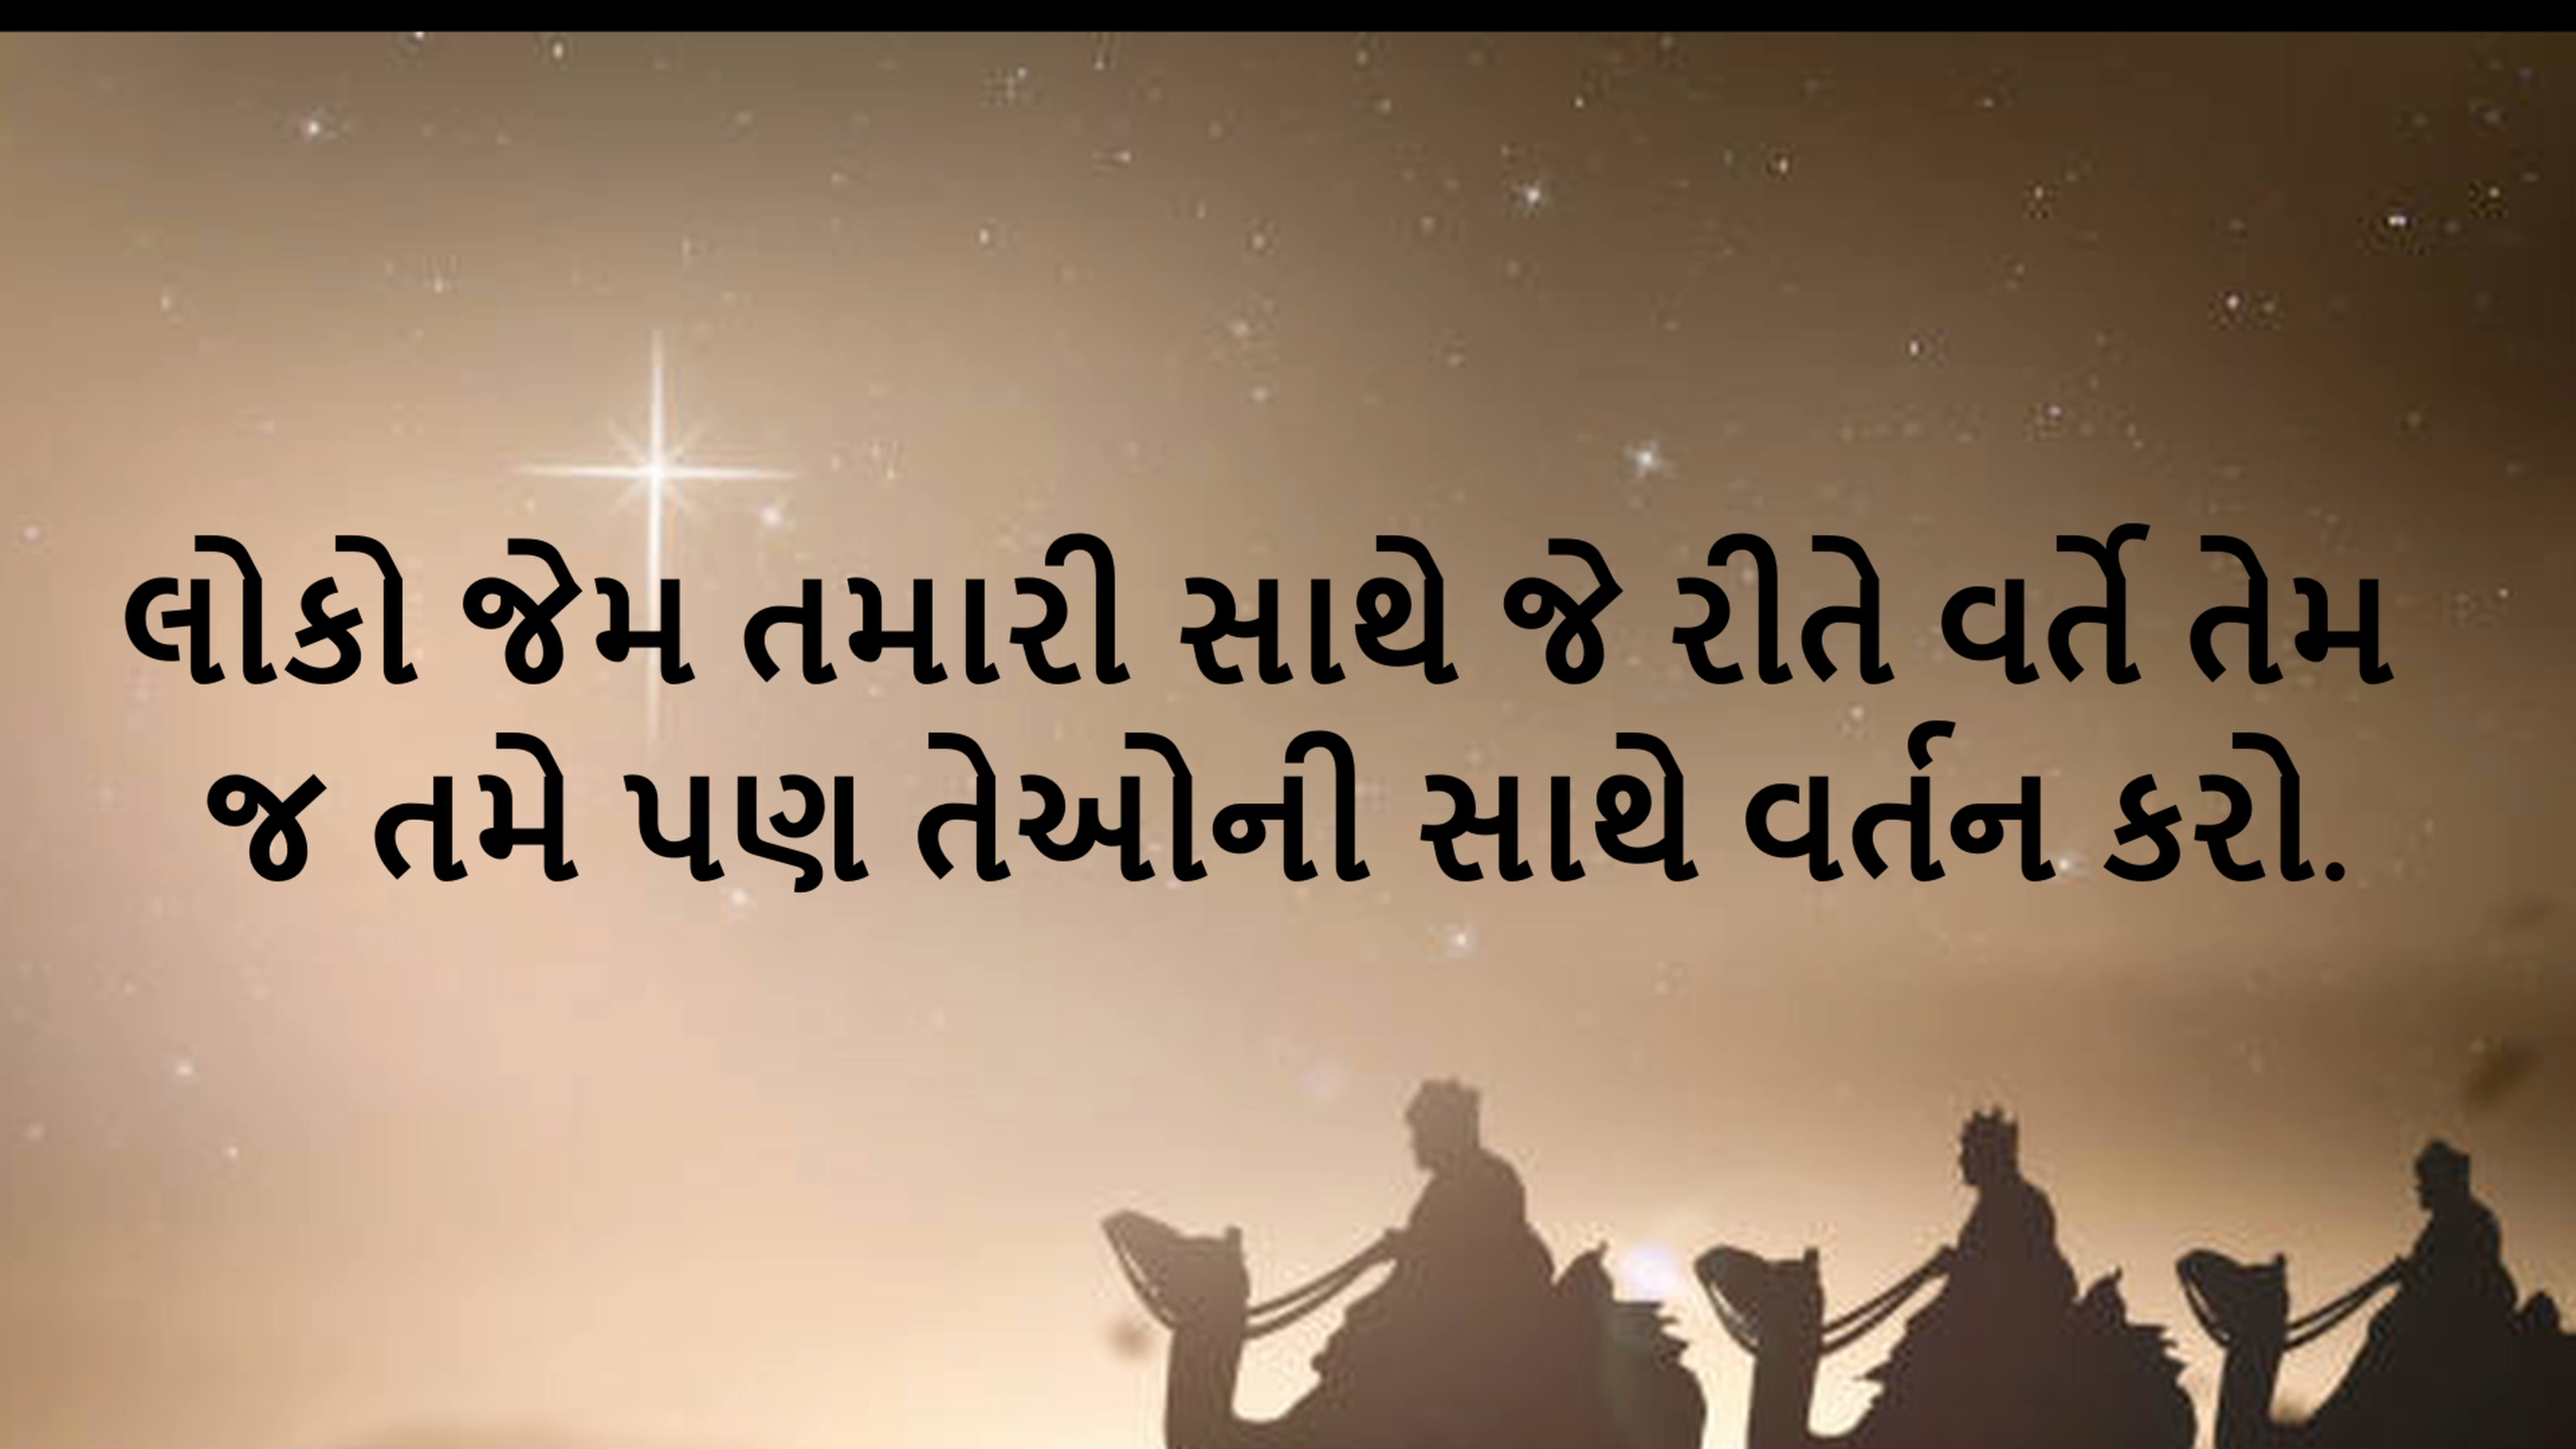 લોકો જેમ તમારી સાથે જે રીતે વર્તે તેમ
જ તમે પણ તેઓની સાથે વર્તન કરો.